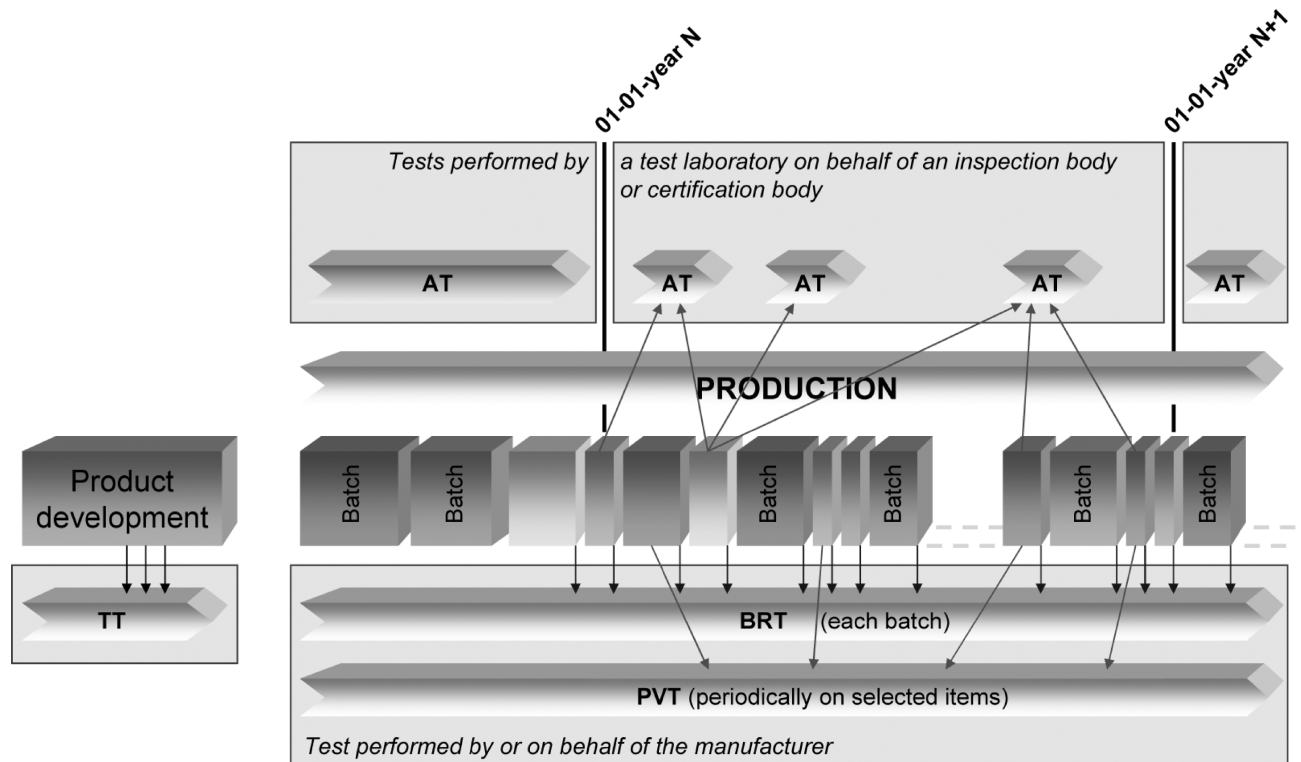 01-01-year N
01-01-year N+1
Tests performed by
a test laboratory on behalf of an inspection body
or certification body
AT
AT
AT
AT
AT
PRODUCTION
Product
development
Batch
Batch
Batch
Batch
Batch
Batch
TT
BRT (each batch)
PVT (periodically on selected items)
Test performed by or on behalf of the manufacturer